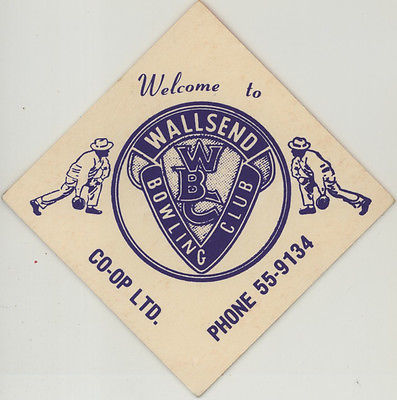 Welcome to
WALLSEND
WBC
BOWLING CLUB
CO-OP LTD.
PHONE 55-9134